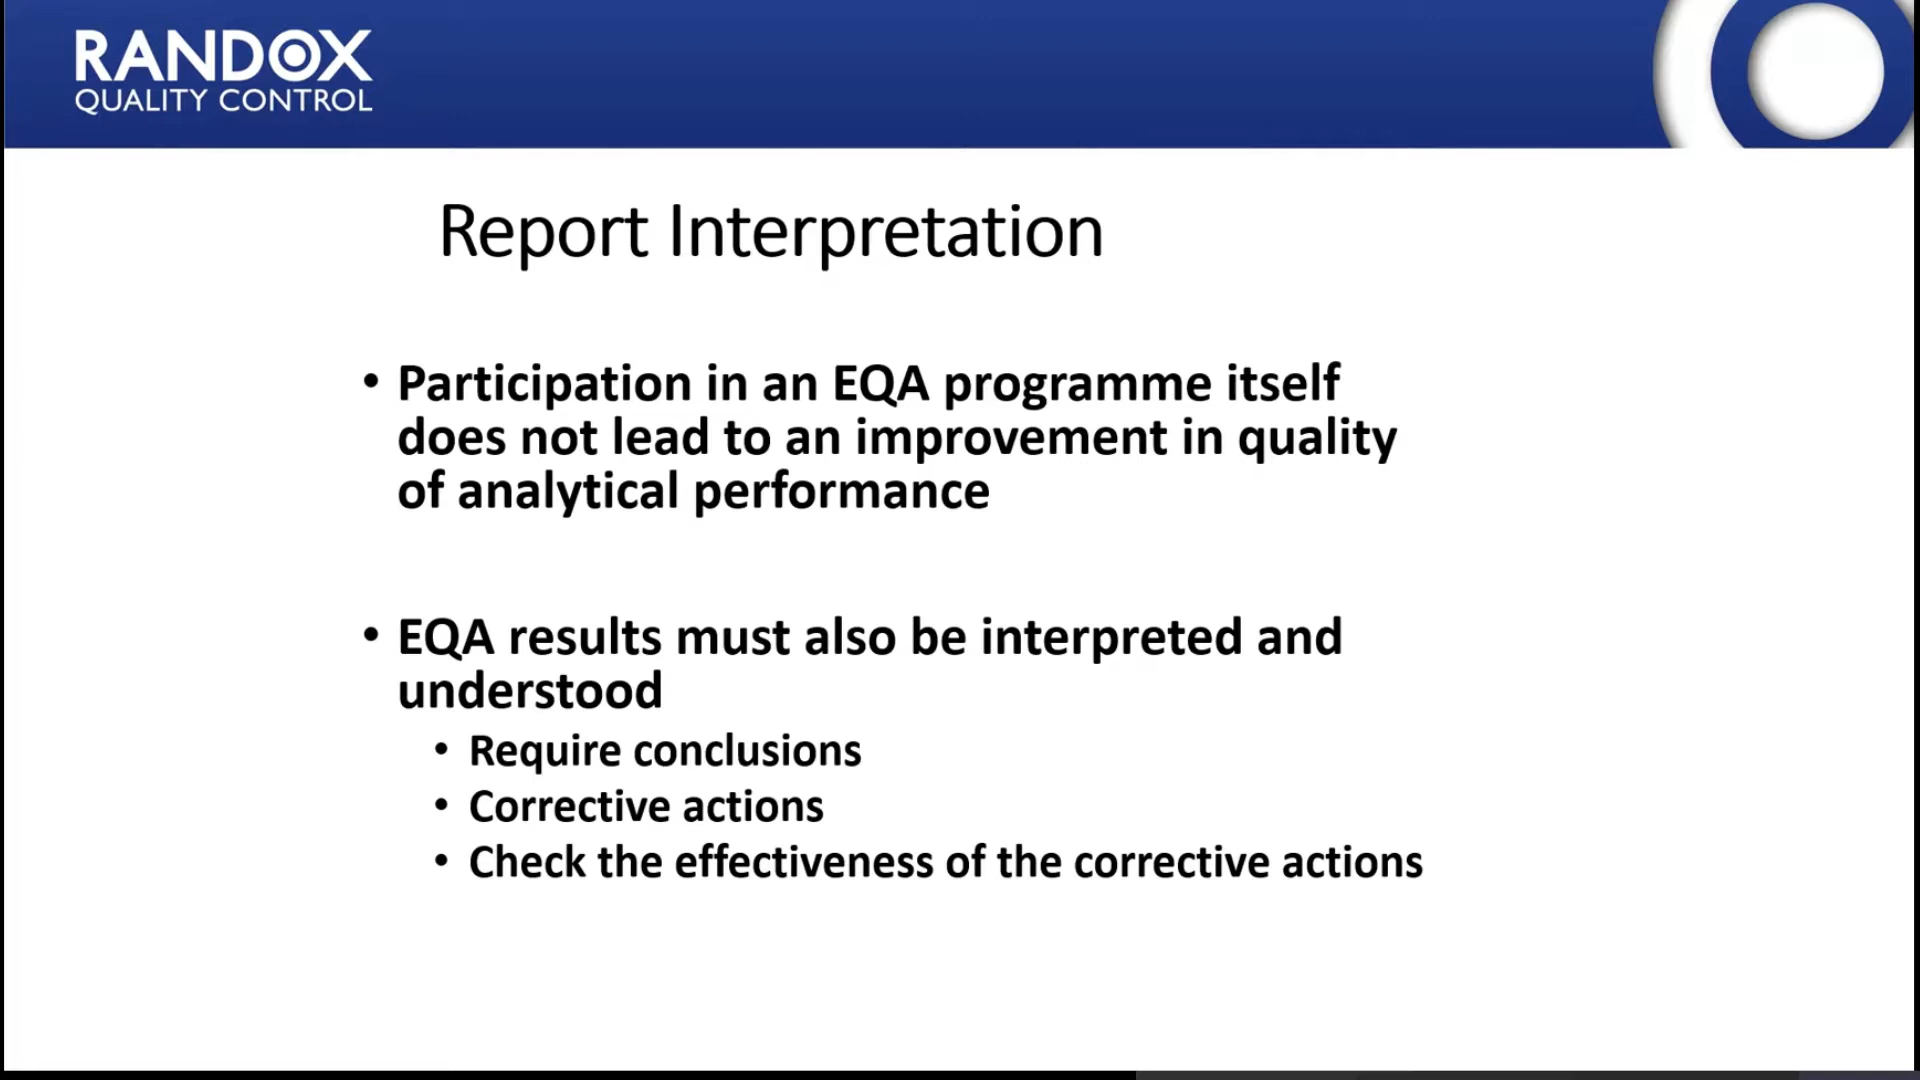 RANDOX
QUALITY CONTROL
Report Interpretation
• Participation in an EQA programme itself
does not lead to an improvement in quality
of analytical performance
• EQA results must also be interpreted and
understood
• Require conclusions
• Corrective actions
• Check the effectiveness of the corrective actions